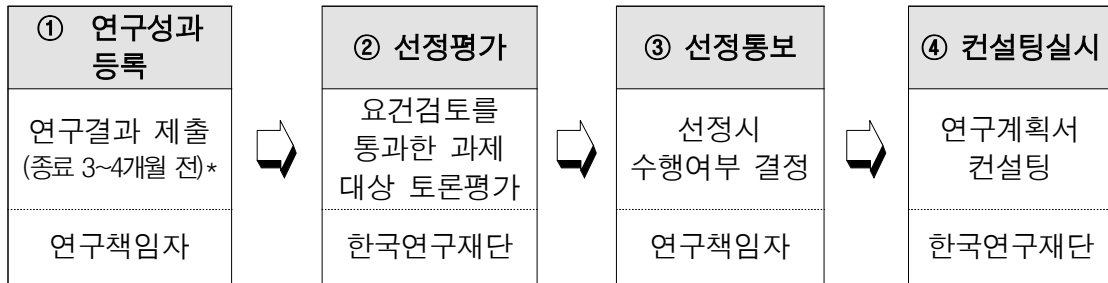 ① 연구성과
등록
연구결과 제출
(종료 3~4개월 전)*
연구책임자
② 선정평가
요건검토를
통과한 과제
대상 토론평가
한국연구재단
③ 선정통보
선정시
수행여부 결정
연구책임자
④ 컨설팅실시
연구계획서
컨설팅
한국연구재단